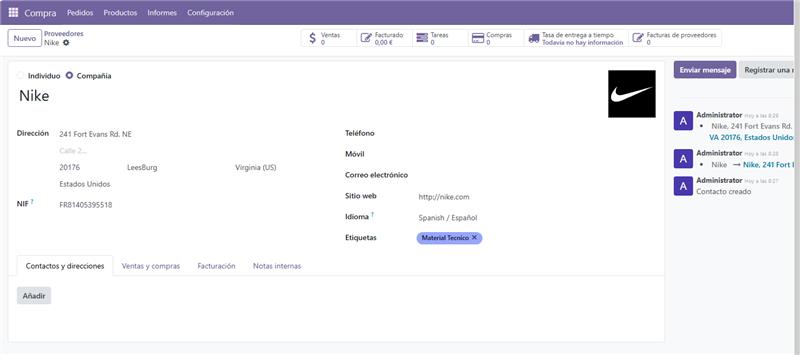 Compra Pedidos Productos Informes Configuración
Nuevo Proveedores
Nike
Ventas 0
Facturado 0,00 €
Tareas 0
Compras 0
Tasa de entrega a tiempo Todavía no hay información
Facturas de proveedores 0
Enviar mensaje Registrar una
Individuo Compañía
Nike
Dirección 241 Fort Evans Rd. NE
Calle 2...
20176 LeesBurg Virginia (US)
Estados Unidos
NIF ? FR81405395518
Teléfono
Móvil
Correo electrónico
Sitio web http://nike.com
Idioma ? Spanish / Español
Etiquetas Material Tecnico ×
Contactos y direcciones Ventas y compras Facturación Notas internas
Añadir
A Administrator Hoy a las 8:29
• Nike, 241 Fort Evans Rd.
VA 20176, Estados Unidos
A Administrator Hoy a las 8:28
• Nike → Nike, 241 Fort
A Administrator Hoy a las 8:27
Contacto creado